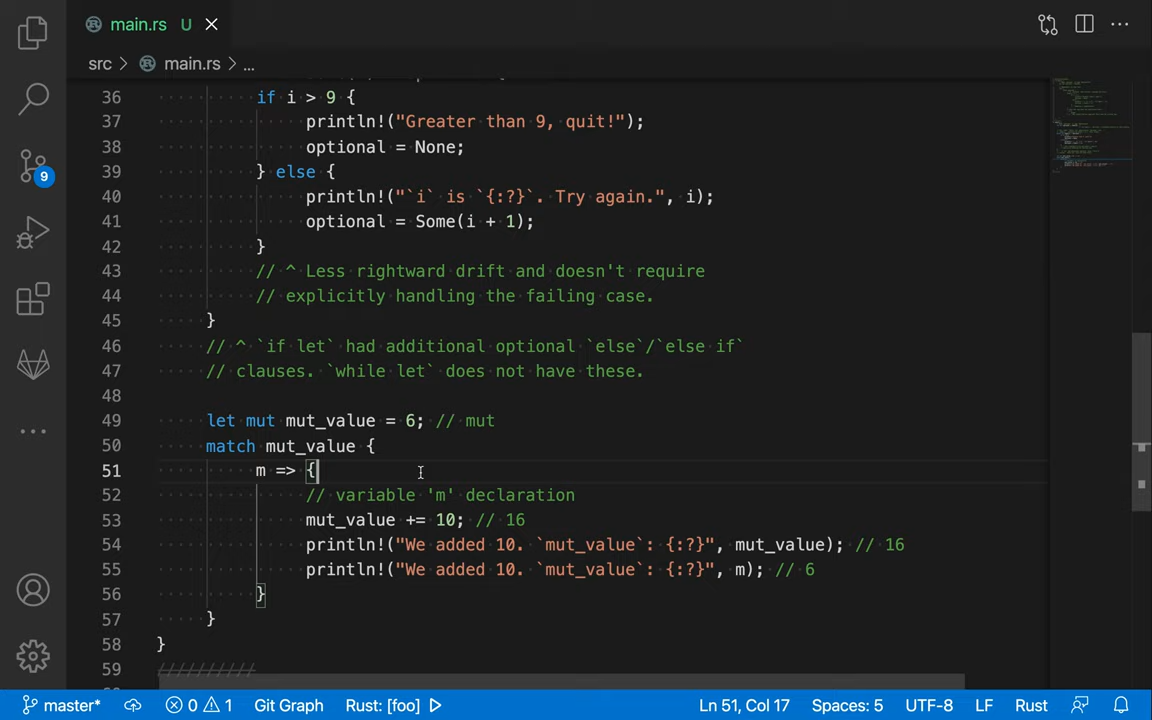 main.rs U
src > main.rs > ...
36 if i > 9 {
37 println!("Greater than 9, quit!");
38 optional = None;
39 } else {
40 println!("`i` is `{:?}`. Try again.", i);
41 optional = Some(i + 1);
42 }
43 // ^ Less rightward drift and doesn't require
44 // explicitly handling the failing case.
45 }
46 // ^ `if let` had additional optional `else`/`else if`
47 // clauses. `while let` does not have these.
48
49 let mut mut_value = 6; // mut
50 match mut_value {
51 m => {
52 // variable 'm' declaration
53 mut_value += 10; // 16
54 println!("We added 10. `mut_value`: {:?}", mut_value); // 16
55 println!("We added 10. `mut_value`: {:?}", m); // 6
56 }
57 }
58 }
59 //////////
9
master* 0 1 Git Graph Rust: [foo] Ln 51, Col 17 Spaces: 5 UTF-8 LF Rust